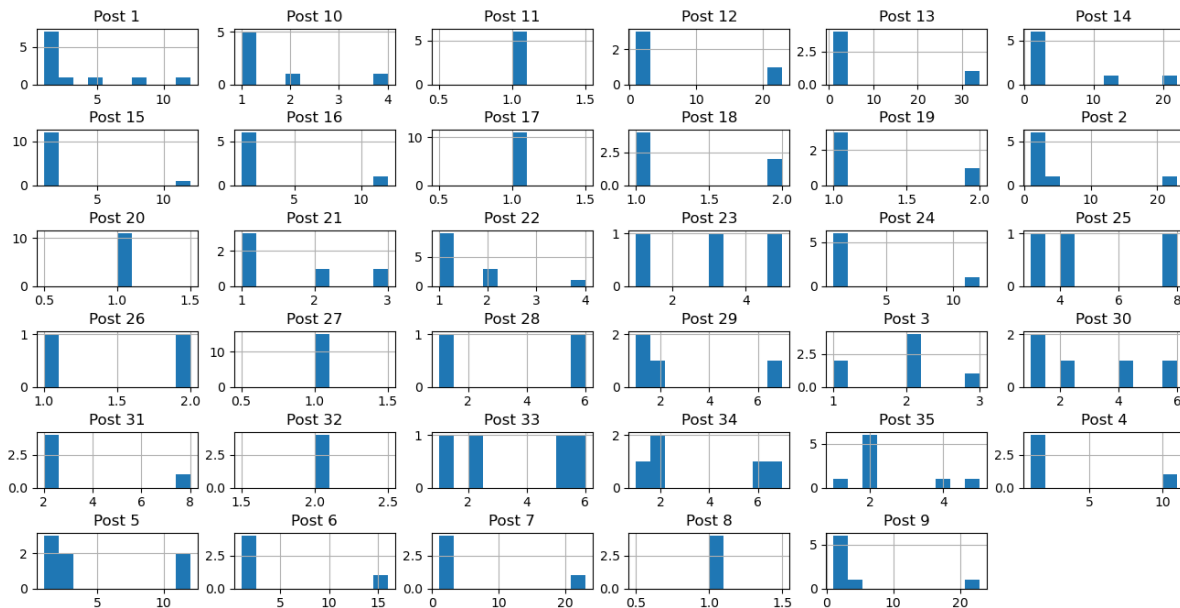 Post 1
5
0
5 10
Post 10
5
0
1 2 3 4
Post 11
5
0
0.5 1.0 1.5
Post 12
2
0
0 10 20
Post 13
2.5
0.0
0 10 20 30
Post 14
5
0
0 10 20
Post 15
10
0
5 10
Post 16
5
0
5 10
Post 17
10
0
0.5 1.0 1.5
Post 18
2.5
0.0
1.0 1.5 2.0
Post 19
2
0
1.0 1.5 2.0
Post 2
5
0
0 10 20
Post 20
10
0
0.5 1.0 1.5
Post 21
2
0
1 2 3
Post 22
5
0
1 2 3 4
Post 23
1
0
2 4
Post 24
5
0
5 10
Post 25
1
0
4 6 8
Post 26
1
0
1.0 1.5 2.0
Post 27
10
0
0.5 1.0 1.5
Post 28
1
0
2 4 6
Post 29
2
0
2 4 6
Post 3
2.5
0.0
1 2 3
Post 30
2
0
2 4 6
Post 31
2.5
0.0
2 4 6 8
Post 32
2.5
0.0
1.5 2.0 2.5
Post 33
1
0
2 4 6
Post 34
2
0
2 4 6
Post 35
5
0
2 4
Post 4
2.5
0.0
5 10
Post 5
2
0
5 10
Post 6
2.5
0.0
5 10 15
Post 7
2.5
0.0
0 10 20
Post 8
2.5
0.0
0.5 1.0 1.5
Post 9
5
0
0 10 20